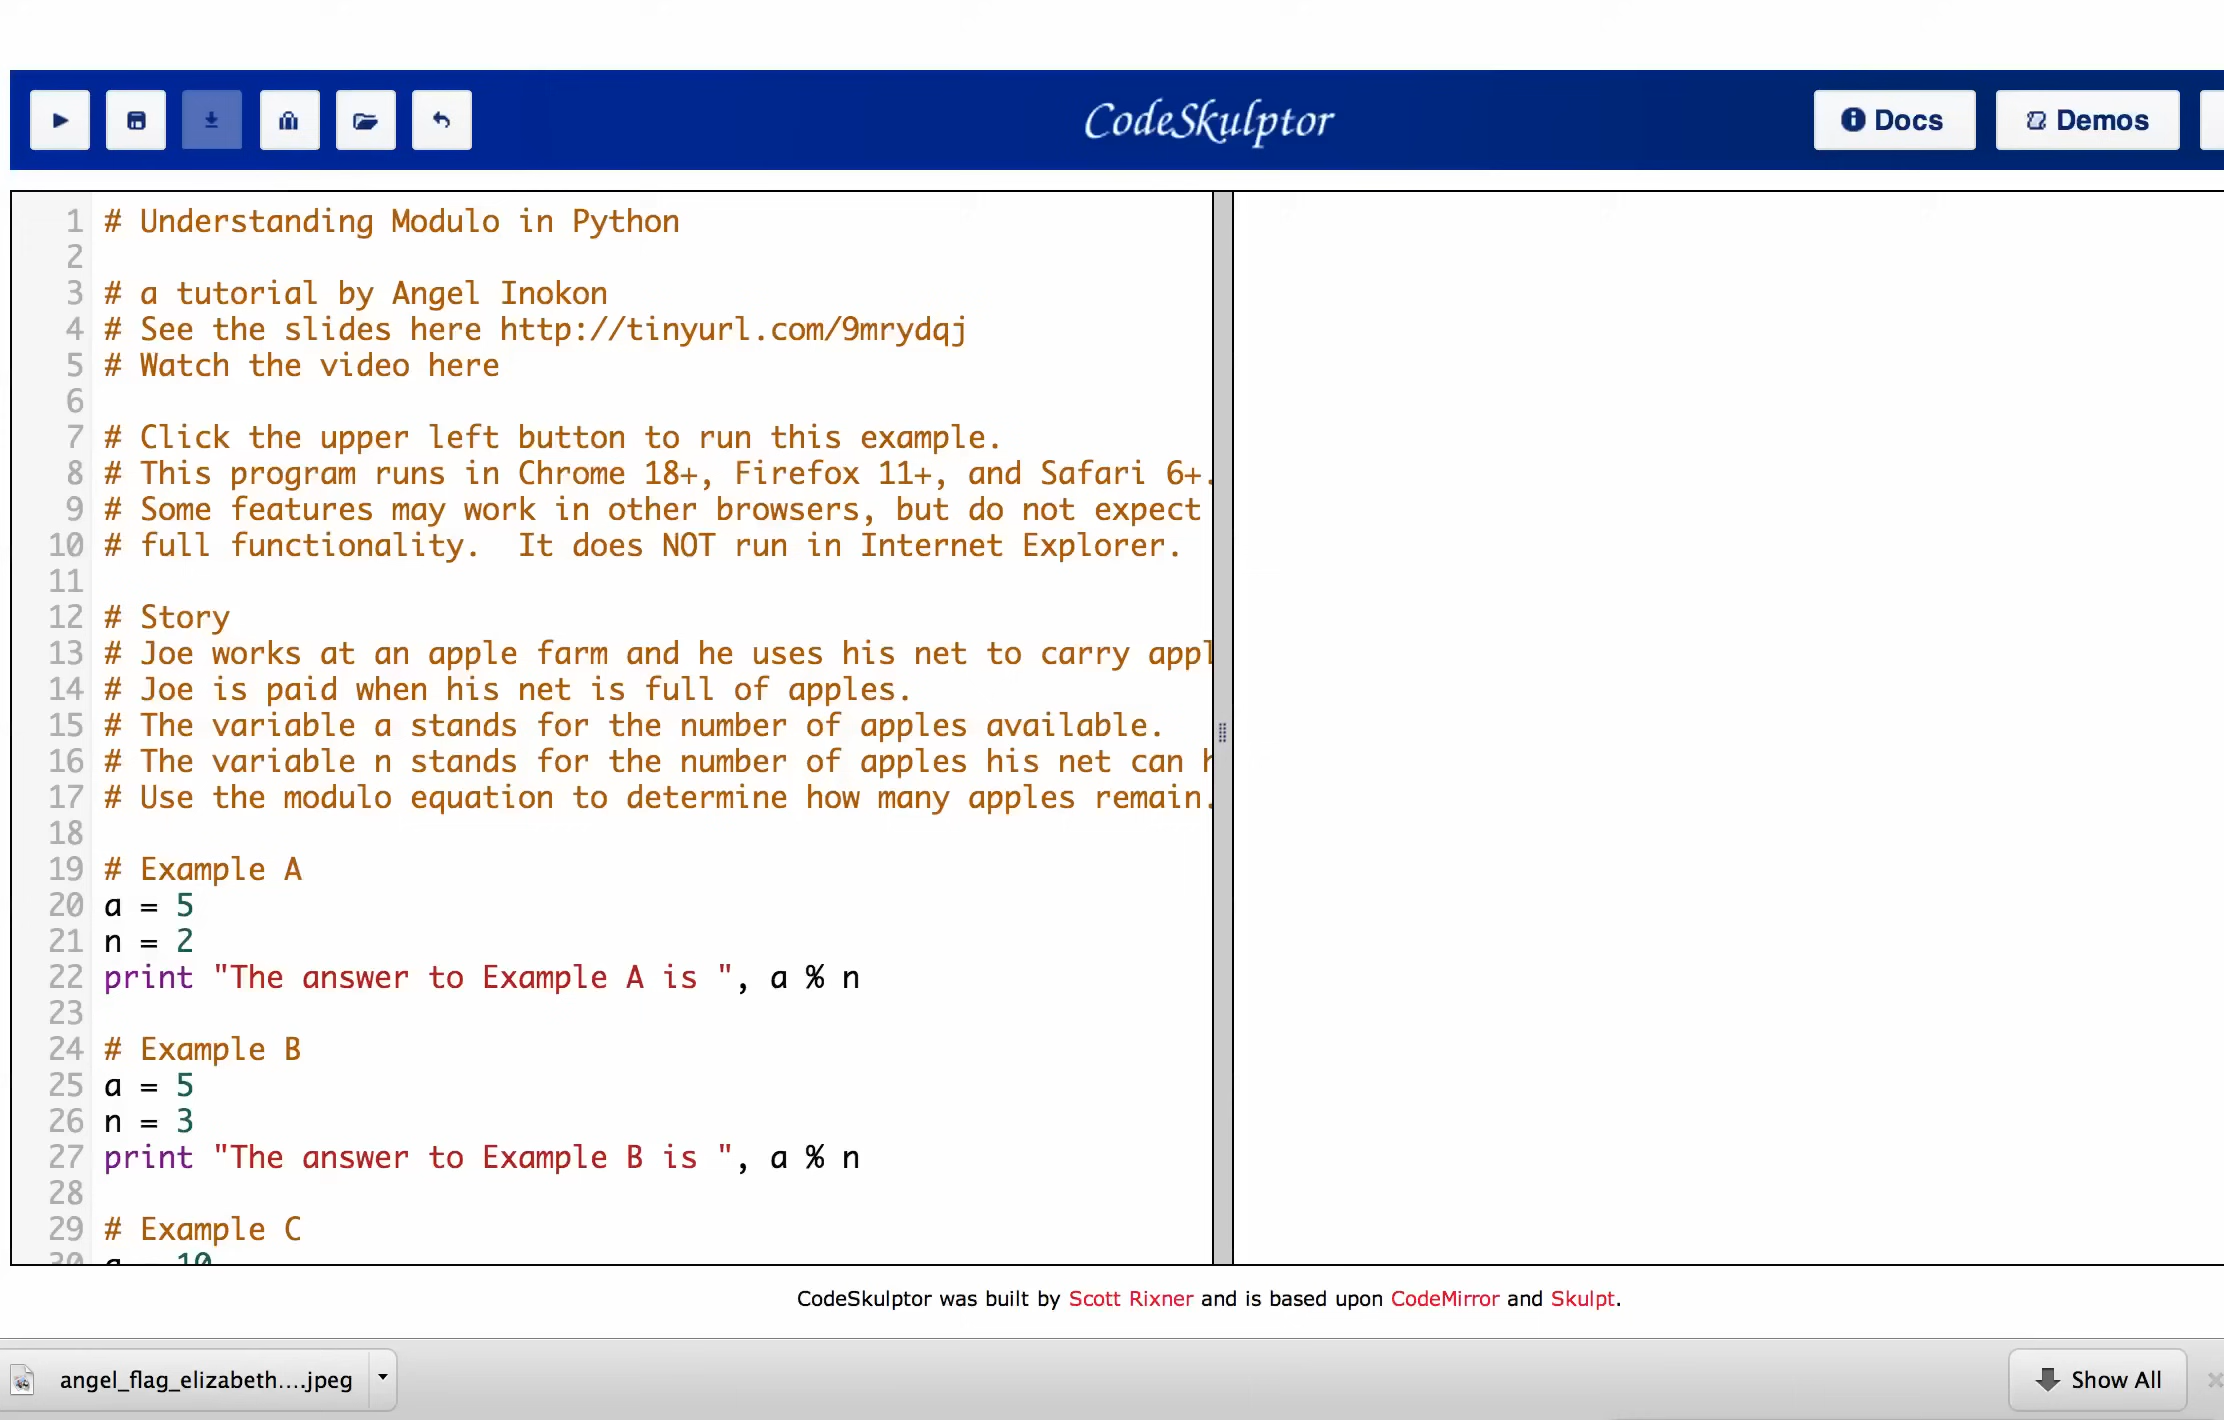 CodeSkulptor
Docs
Demos
1 # Understanding Modulo in Python
2
3 # a tutorial by Angel Inokon
4 # See the slides here http://tinyurl.com/9mrydqj
5 # Watch the video here
6
7 # Click the upper left button to run this example.
8 # This program runs in Chrome 18+, Firefox 11+, and Safari 6+.
9 # Some features may work in other browsers, but do not expect
10 # full functionality.  It does NOT run in Internet Explorer.
11
12 # Story
13 # Joe works at an apple farm and he uses his net to carry appl
14 # Joe is paid when his net is full of apples.
15 # The variable a stands for the number of apples available.
16 # The variable n stands for the number of apples his net can
17 # Use the modulo equation to determine how many apples remain.
18
19 # Example A
20 a = 5
21 n = 2
22 print "The answer to Example A is ", a % n
23
24 # Example B
25 a = 5
26 n = 3
27 print "The answer to Example B is ", a % n
28
29 # Example C
30 a = 10
CodeSkulptor was built by Scott Rixner and is based upon CodeMirror and Skulpt.
angel_flag_elizabeth....jpeg
Show All